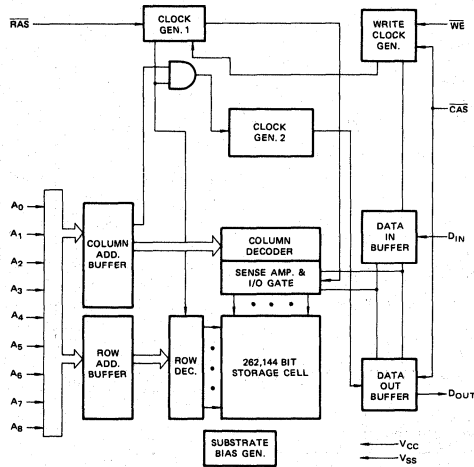 RAS
CLOCK
GEN. 1
WRITE
CLOCK
GEN.
WE
CAS
CLOCK
GEN. 2
A0
A1
A2
A3
A4
A5
A6
A7
A8
COLUMN
ADD.
BUFFER
COLUMN
DECODER
SENSE AMP. &
I/O GATE
DATA
IN
BUFFER
DIN
ROW
ADD.
BUFFER
ROW
DEC.
262,144 BIT
STORAGE CELL
DATA
OUT
BUFFER
DOUT
SUBSTRATE
BIAS GEN.
VCC
VSS